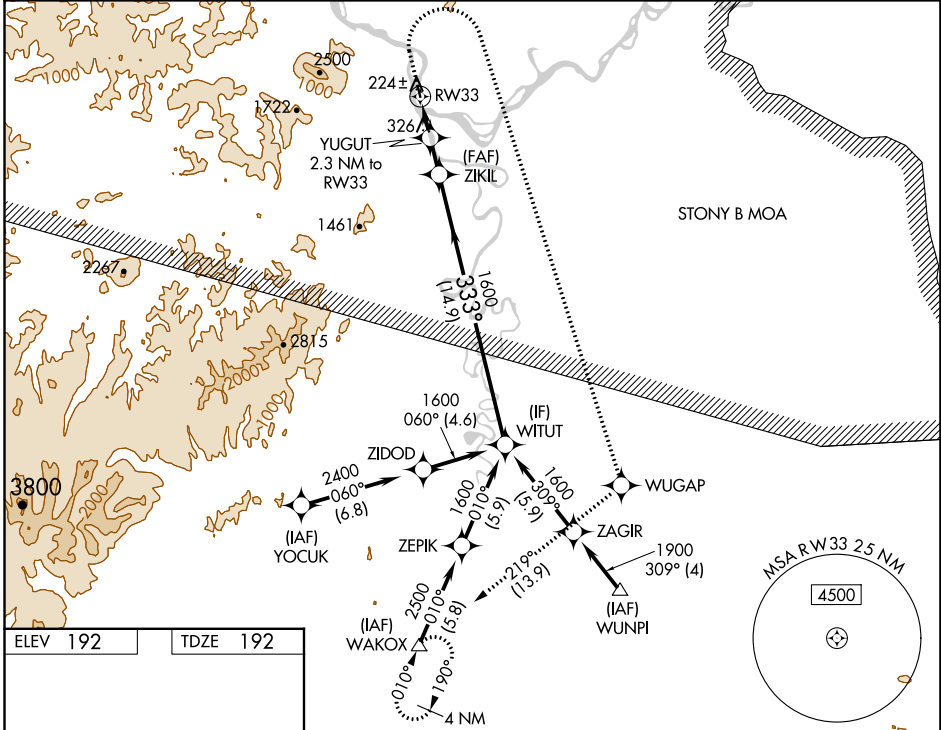 2500
1000
1000
224±
RW33
1722
326
YUGUT
2.3 NM to
RW33
(FAF)
ZIKIL
1461
STONY B MOA
2267
1600
333°
(14.9)
2815
2000
1000
1600
060° (4.6)
(IF)
WITUT
ZIDOD
2400
060°
(6.8)
3800
1000
(IAF)
YOCUK
1600
010°
(5.9)
1600
309°
(5.9)
WUGAP
ZEPIK
ZAGIR
219°
(13.9)
1900
309° (4)
(IAF)
WUNPI
2500
010°
(5.8)
(IAF)
WAKOX
010°
190°
4 NM
MSA RW33 25 NM
4500
ELEV 192
TDZE 192